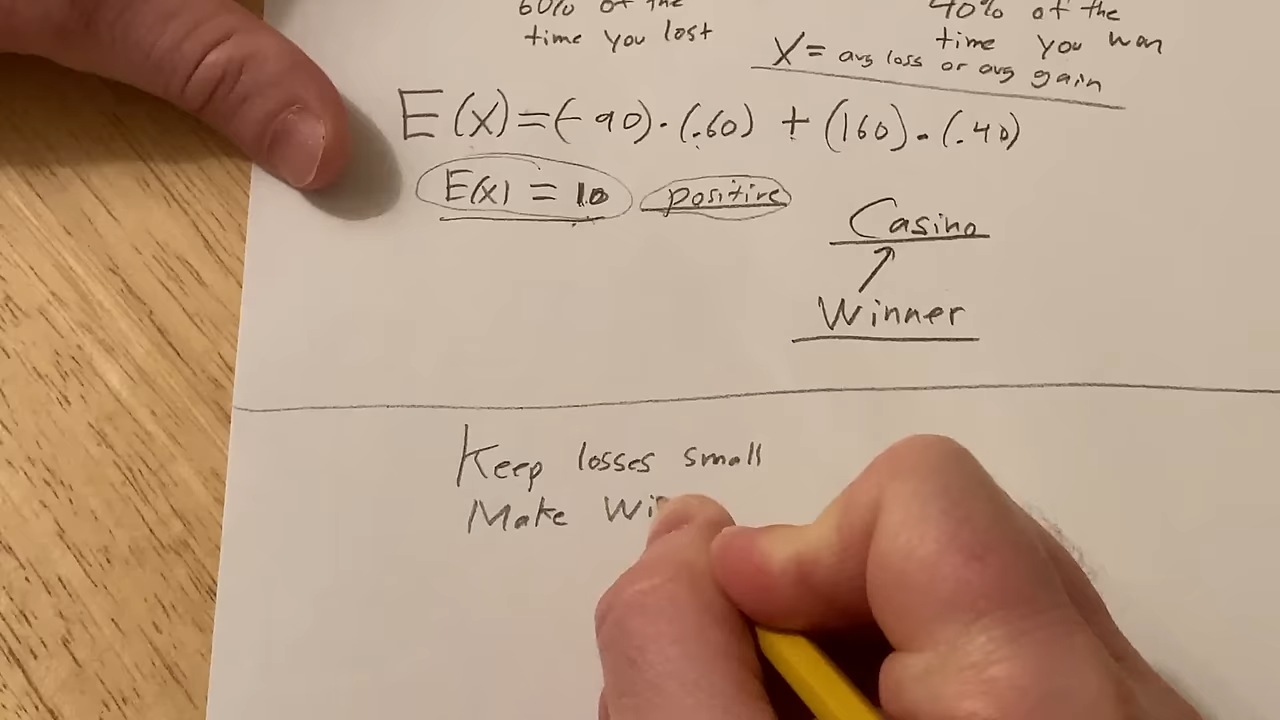 60% of the
time you lost
40% of the
time you won
X = avg loss or avg gain
E(X)=(-90)·(.60) + (160)·(.40)
E(X) = 10 positive
Casino
Winner
Keep losses small
Make Wi